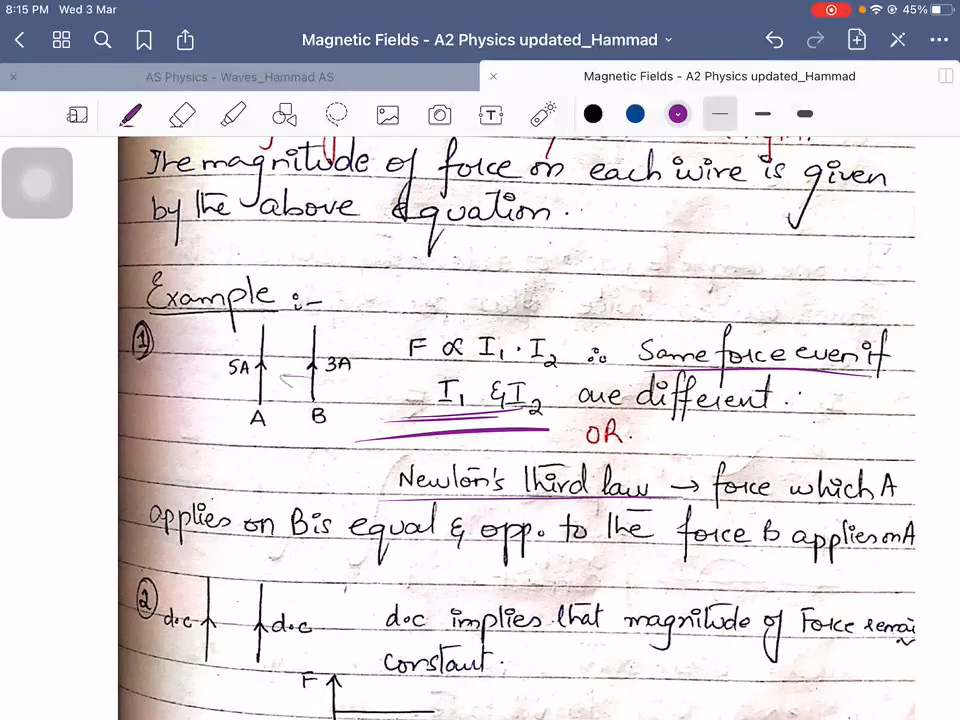 8:15 PM Wed 3 Mar
45%
Magnetic Fields - A2 Physics updated_Hammad
AS Physics - Waves_Hammad AS
Magnetic Fields - A2 Physics updated_Hammad
The magnitude of force on each wire is given
by the above equation.
Example :-
1
5A
3A
A
B
F ∝ I₁ · I₂ ∴ Same force even if
I₁ & I₂ are different.
OR.
Newton's third law → force which A
applies on B is equal & opp. to the force B applies on A
2
d.c
d.c
d.c implies that magnitude of Force remai
constant.
F